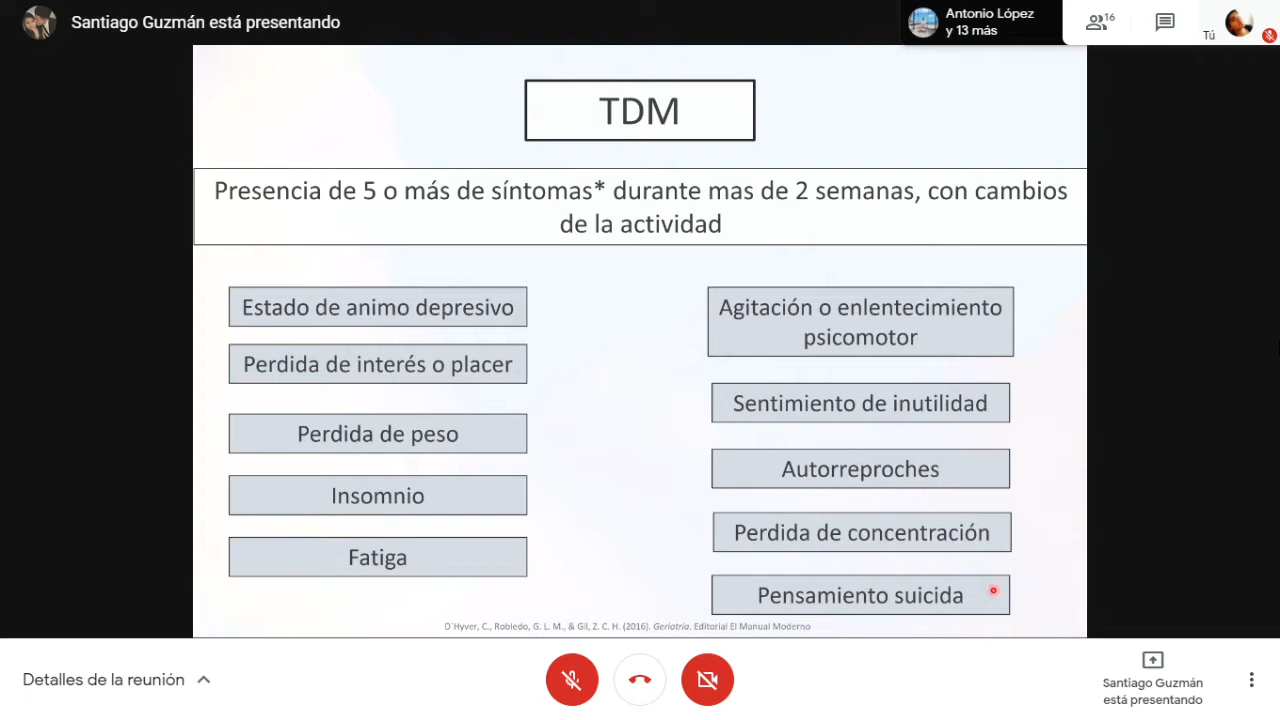 Santiago Guzmán está presentando
Antonio López
y 13 más
16
Tú
TDM
Presencia de 5 o más de síntomas* durante mas de 2 semanas, con cambios
de la actividad
Estado de animo depresivo
Perdida de interés o placer
Perdida de peso
Insomnio
Fatiga
Agitación o enlentecimiento
psicomotor
Sentimiento de inutilidad
Autorreproches
Perdida de concentración
Pensamiento suicida
D´Hyver, C., Robledo, G. L. M., & Gil, Z. C. H. (2016). Geriatria. Editorial El Manual Moderno
Detalles de la reunión
Santiago Guzmán
está presentando